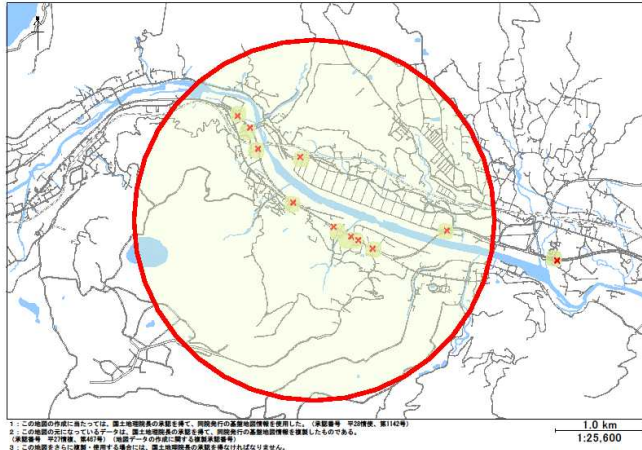 1：この地図の作成に当たっては、国土地理院長の承認を得て、同院発行の基盤地図情報を使用した。（承認番号　平28情使、第1142号）
2：この地図の元になっているデータは、国土地理院長の承認を得て、同院発行の基盤地図情報を複製したものである。
（承認番号　平27情複、第467号）（地図データの作成に関する複製承認番号）
3：この地図をさらに複製・使用する場合には、国土地理院長の承認を得なければなりません。
1.0 km
1:25,600